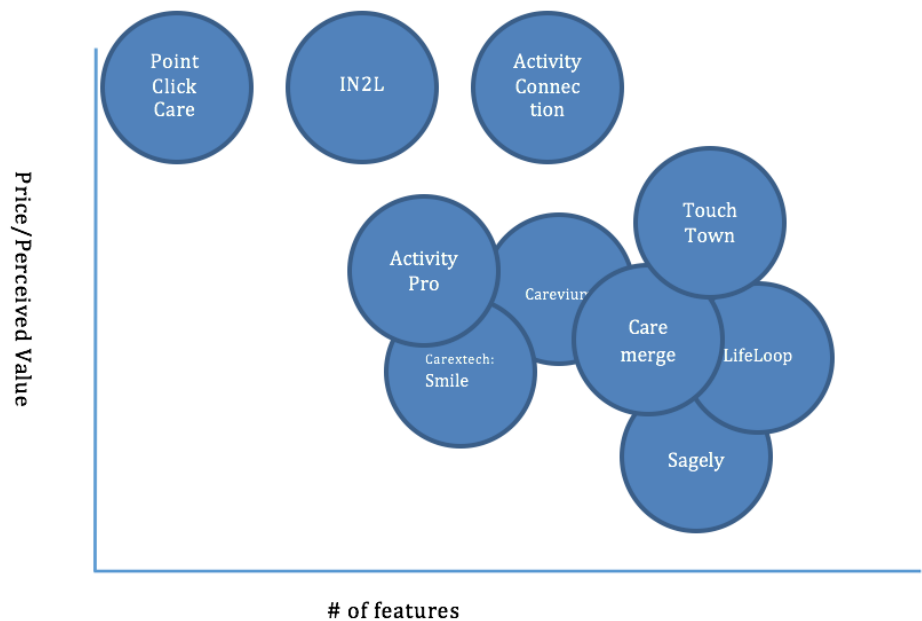 Point
Click
Care
IN2L
Activity
Connec
tion
Touch
Town
Activity
Pro
Care
merge
LifeLoop
Carextech:
Smile
Sagely
Price/Perceived Value
# of features